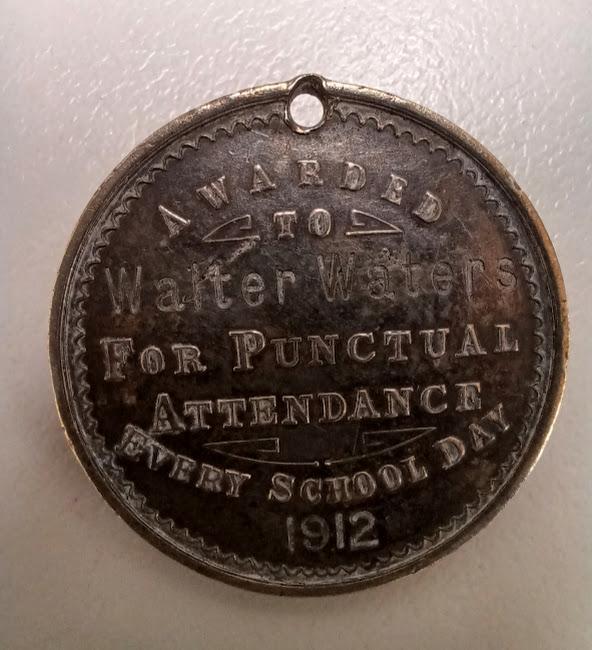 AWARDED
TO
Walter Waters
FOR PUNCTUAL
ATTENDANCE
EVERY SCHOOL DAY
1912